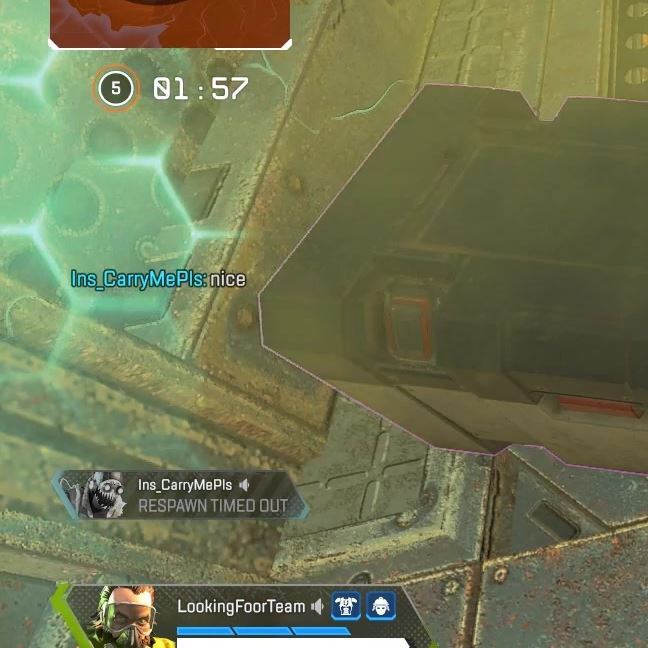 5 01:57
Ins_CarryMePls: nice
Ins_CarryMePls
RESPAWN TIMED OUT
LookingFoorTeam